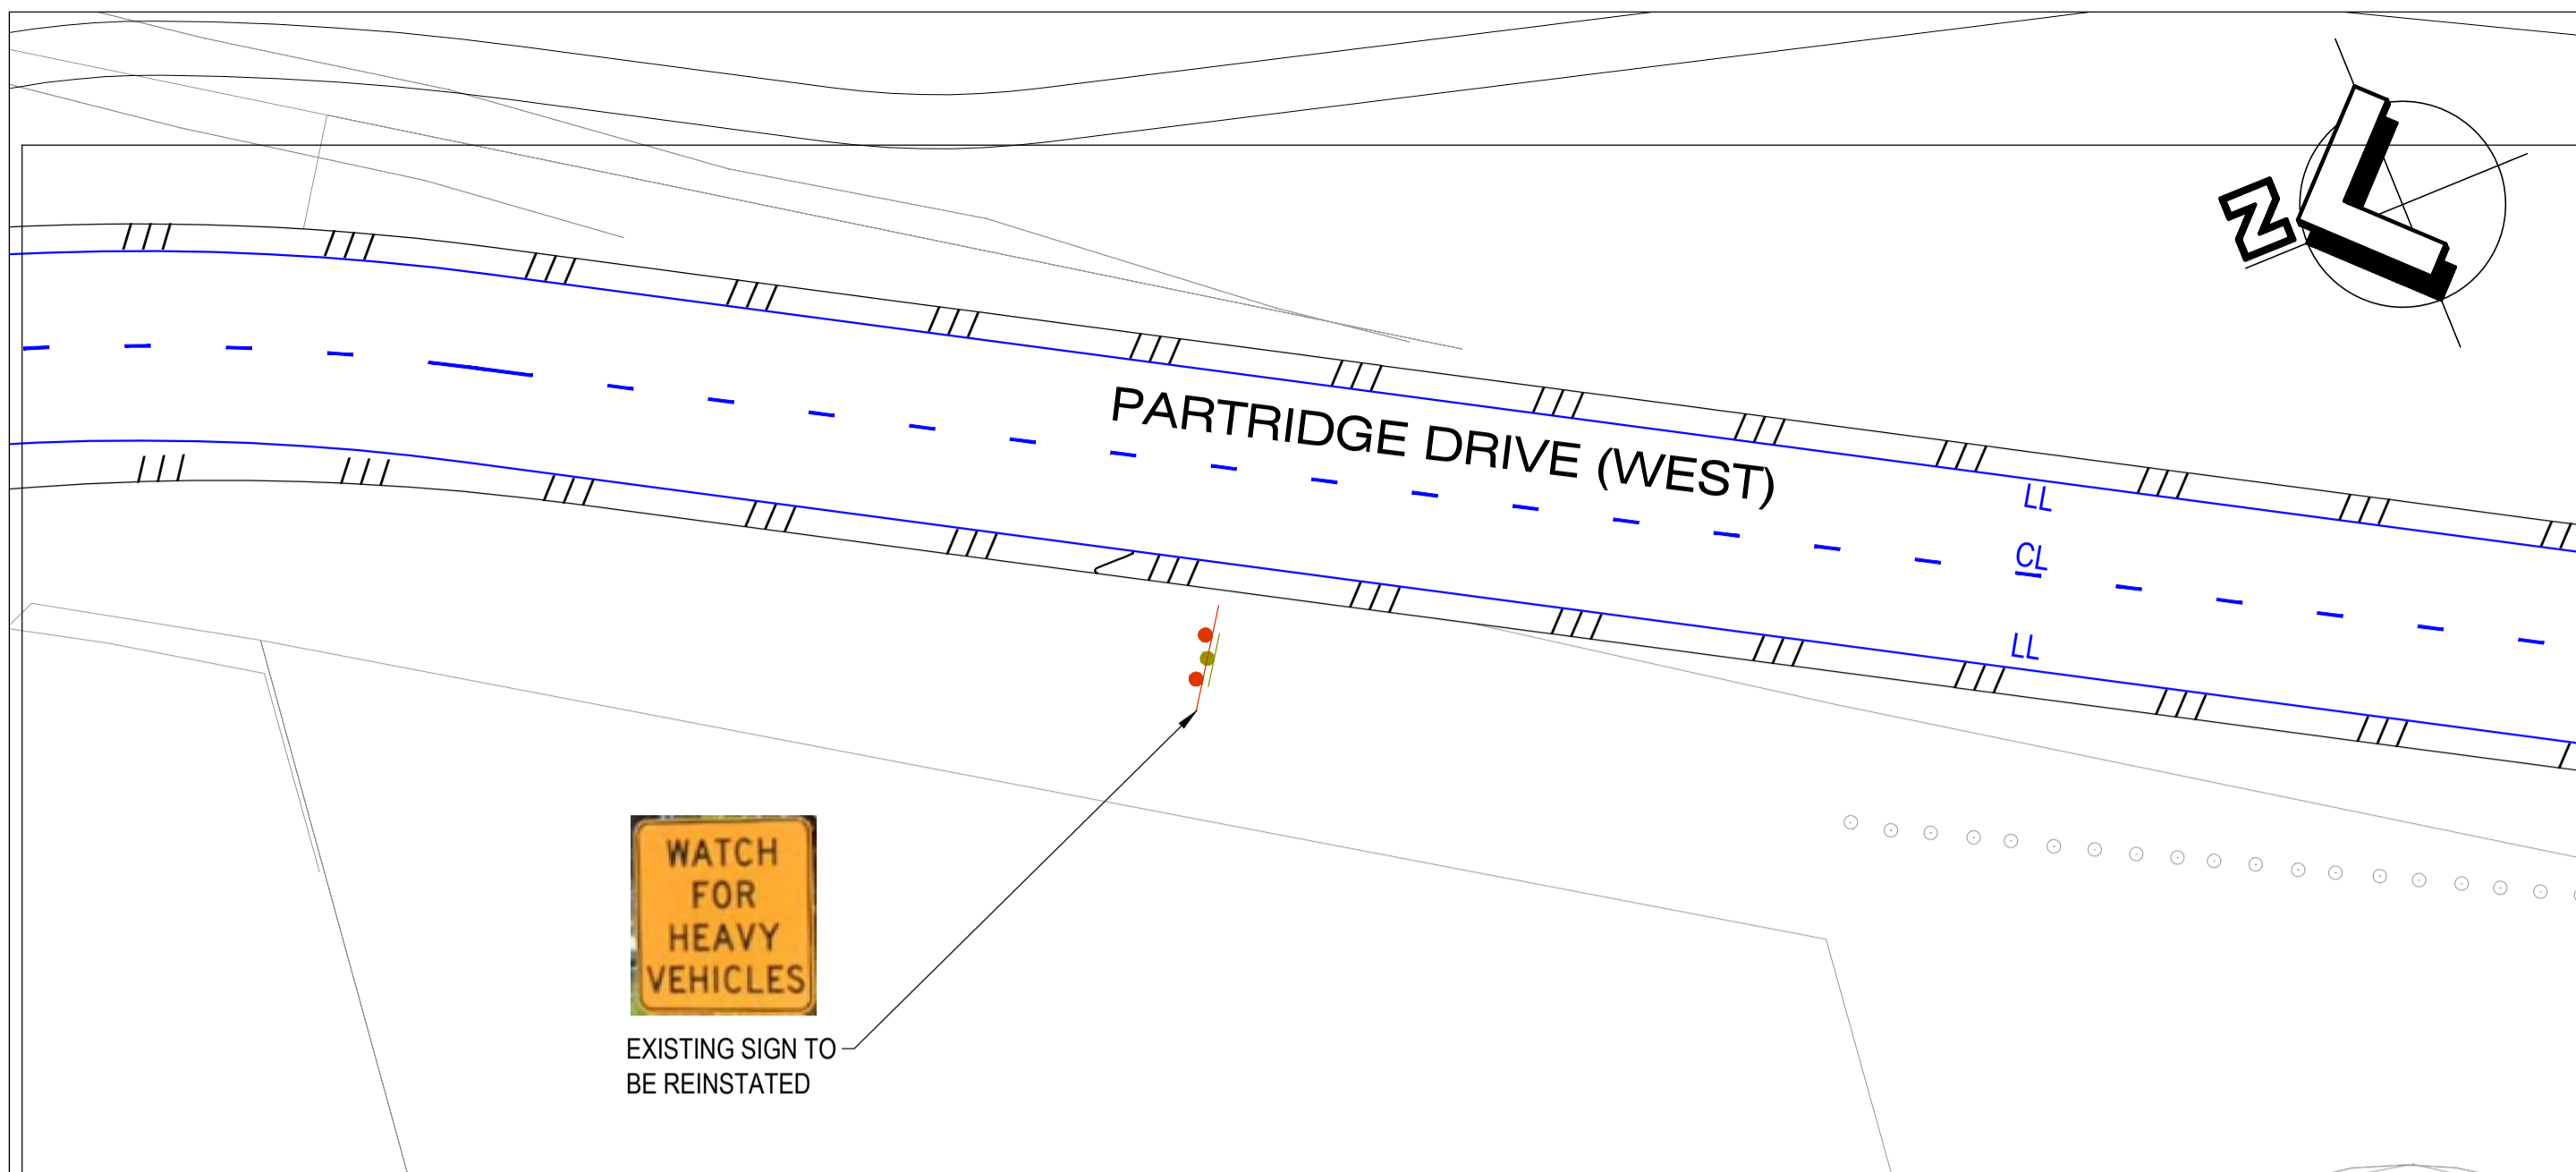 N
PARTRIDGE DRIVE (WEST)
LL
CL
LL
WATCH
FOR
HEAVY
VEHICLES
EXISTING SIGN TO
BE REINSTATED